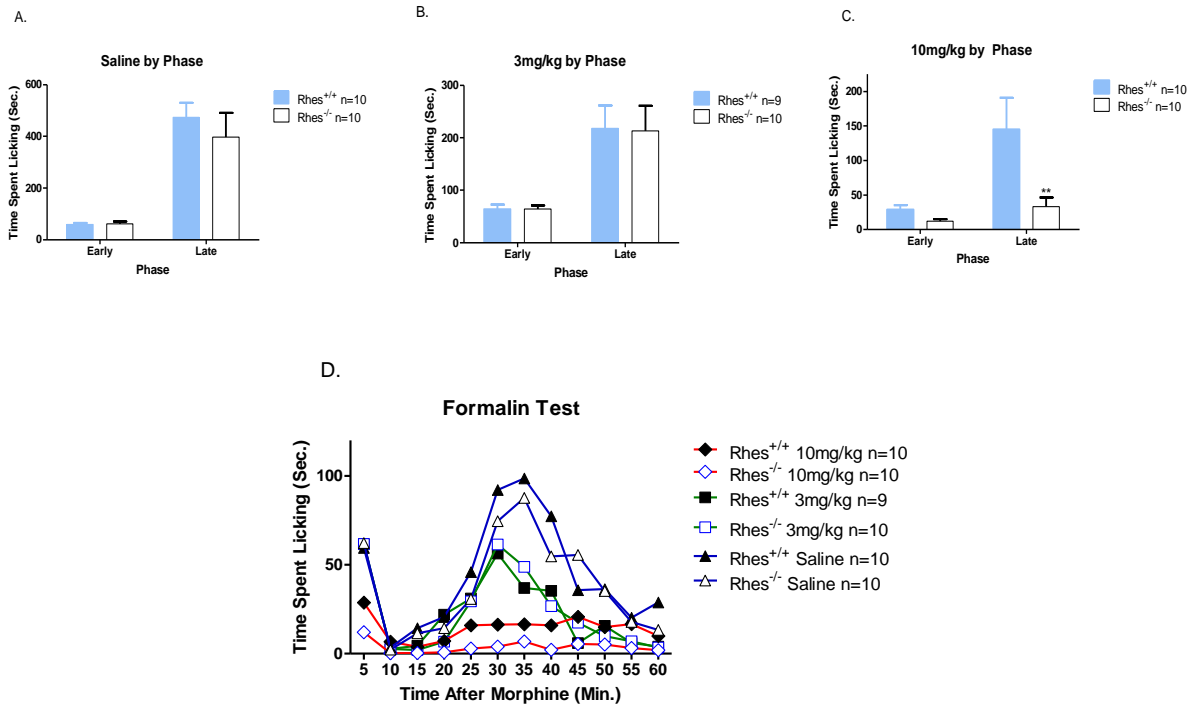 A.
Saline by Phase
Time Spent Licking (Sec.)
600
400
200
0
Early
Late
Phase
Rhes+/+ n=10
Rhes-/- n=10
B.
3mg/kg by Phase
Time Spent Licking (Sec.)
300
200
100
0
Early
Late
Phase
Rhes+/+ n=9
Rhes-/- n=10
C.
10mg/kg by Phase
Time Spent Licking (Sec.)
200
150
100
50
0
**
Early
Late
Phase
Rhes+/+ n=10
Rhes-/- n=10
D.
Formalin Test
Time Spent Licking (Sec.)
100
50
0
5 10 15 20 25 30 35 40 45 50 55 60
Time After Morphine (Min.)
Rhes+/+ 10mg/kg n=10
Rhes-/- 10mg/kg n=10
Rhes+/+ 3mg/kg n=9
Rhes-/- 3mg/kg n=10
Rhes+/+ Saline n=10
Rhes-/- Saline n=10